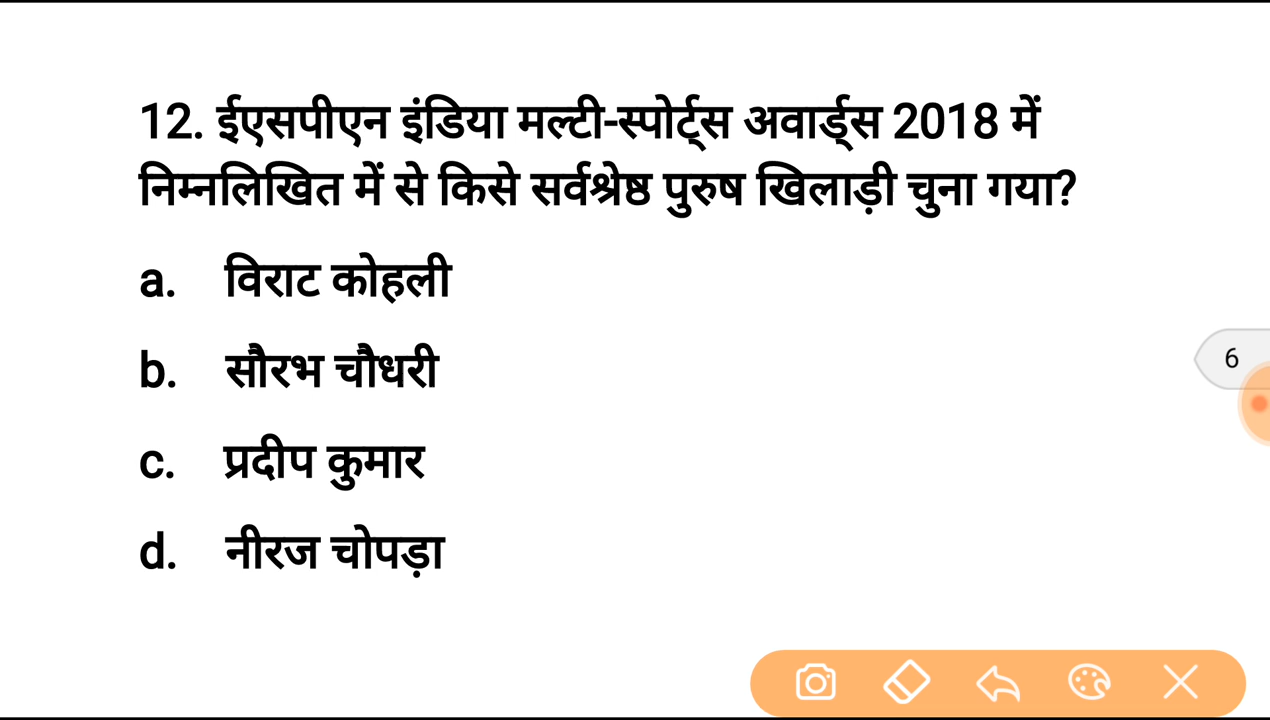 12. ईएसपीएन इंडिया मल्टी-स्पोर्ट्स अवार्ड्स 2018 में
निम्नलिखित में से किसे सर्वश्रेष्ठ पुरुष खिलाड़ी चुना गया?
a. विराट कोहली
b. सौरभ चौधरी
6
c. प्रदीप कुमार
d. नीरज चोपड़ा